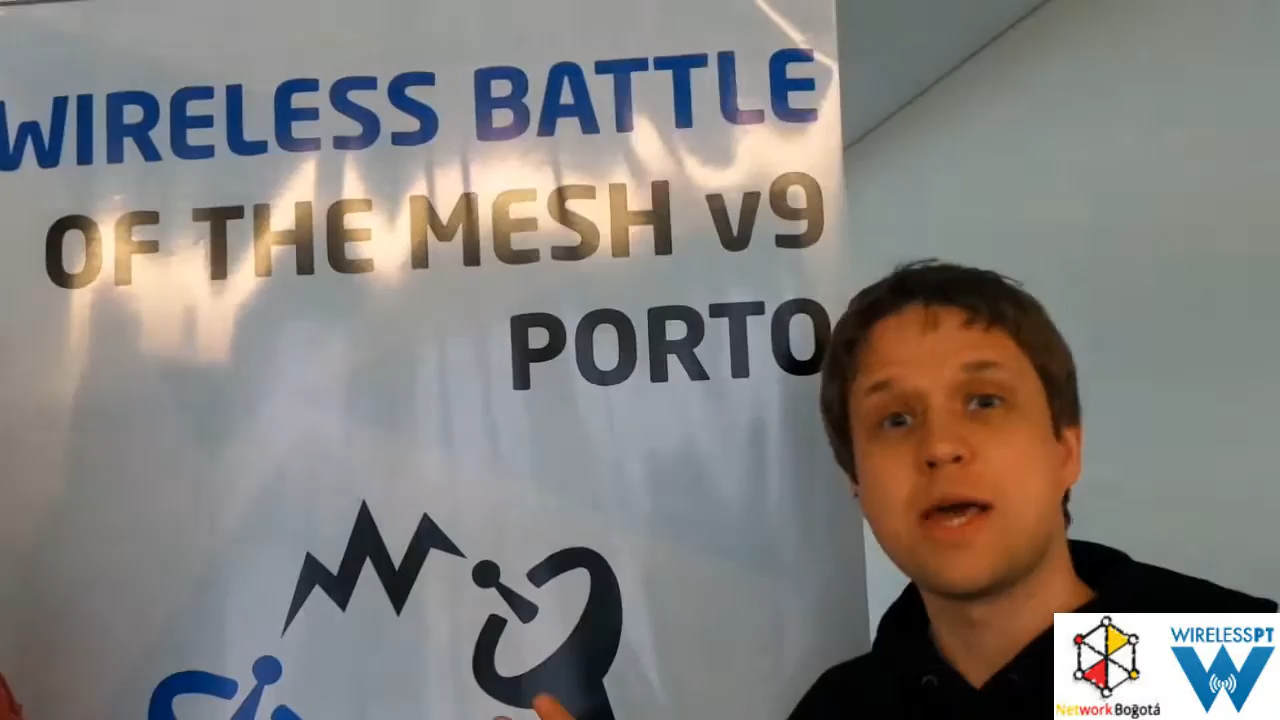 WIRELESS BATTLE
OF THE MESH v9
PORTO
Network Bogotá
WIRELESSPT